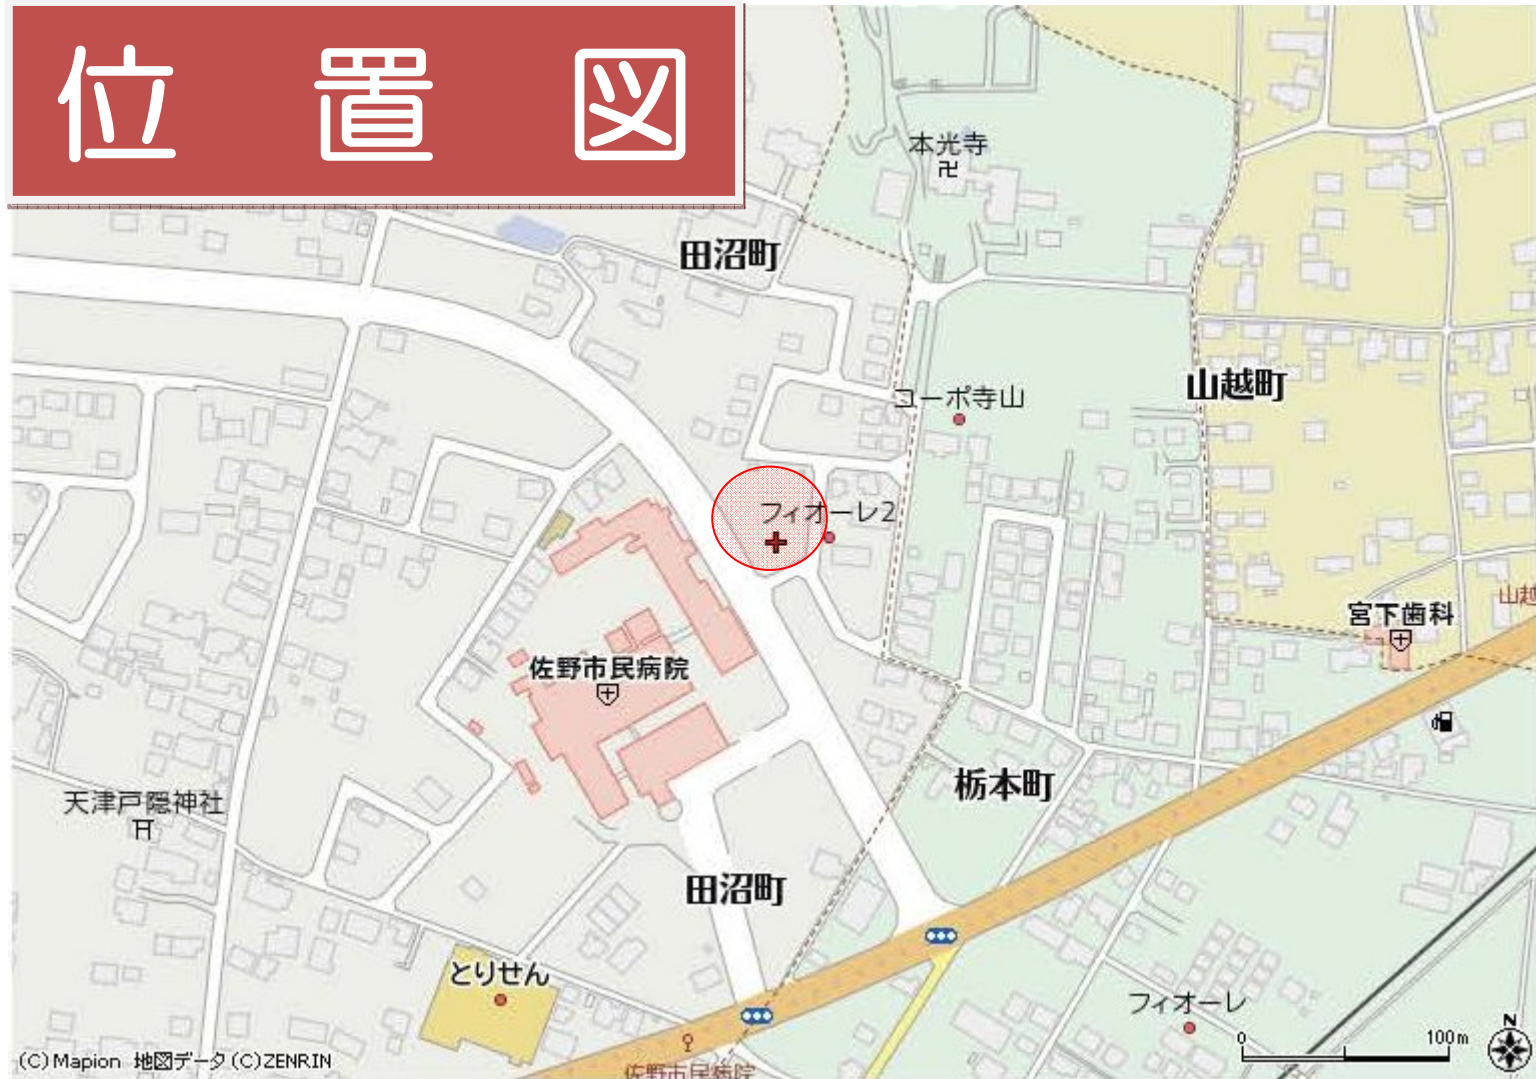 位置図
本光寺
田沼町
山越町
コーポ寺山
フィオーレ2
宮下歯科
山越
佐野市民病院
栃本町
天津戸隠神社
田沼町
とりせん
フィオーレ
N
0 100m
(C)Mapion 地図データ(C)ZENRIN
佐野市民病院